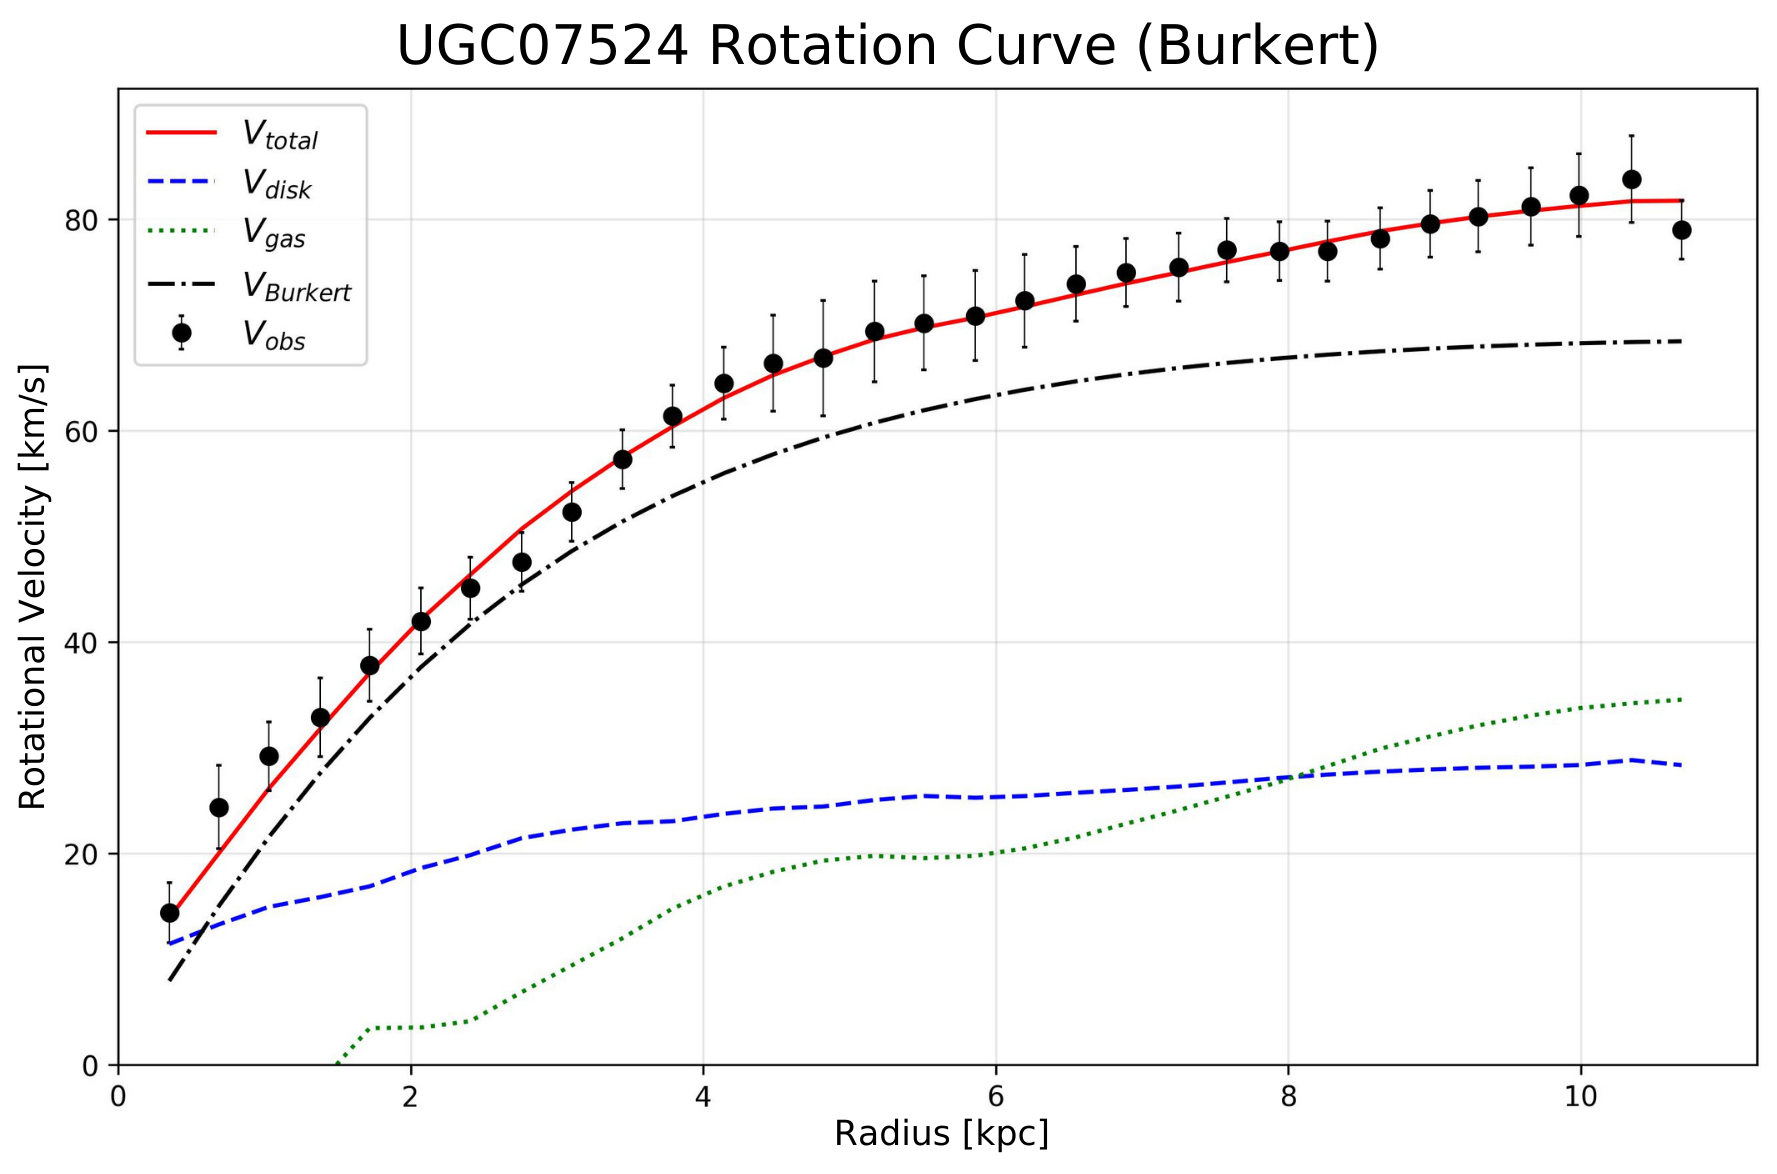 UGC07524 Rotation Curve (Burkert)
V_total
V_disk
V_gas
V_Burkert
V_obs
Rotational Velocity [km/s]
80
60
40
20
0
0 2 4 6 8 10
Radius [kpc]